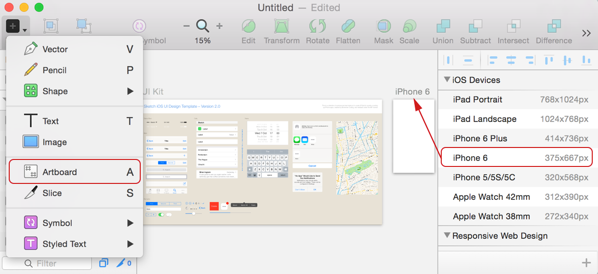 Untitled — Edited
15%
Symbol
Edit
Transform
Rotate
Flatten
Mask
Scale
Union
Subtract
Intersect
Difference
Vector V
Pencil P
Shape
Text T
Image
Artboard A
Slice S
Symbol
Styled Text
Filter
0
UI Kit
iPhone 6
iOS Devices
iPad Portrait 768x1024px
iPad Landscape 1024x768px
iPhone 6 Plus 414x736px
iPhone 6 375x667px
iPhone 5/5S/5C 320x568px
Apple Watch 42mm 312x390px
Apple Watch 38mm 272x340px
Responsive Web Design